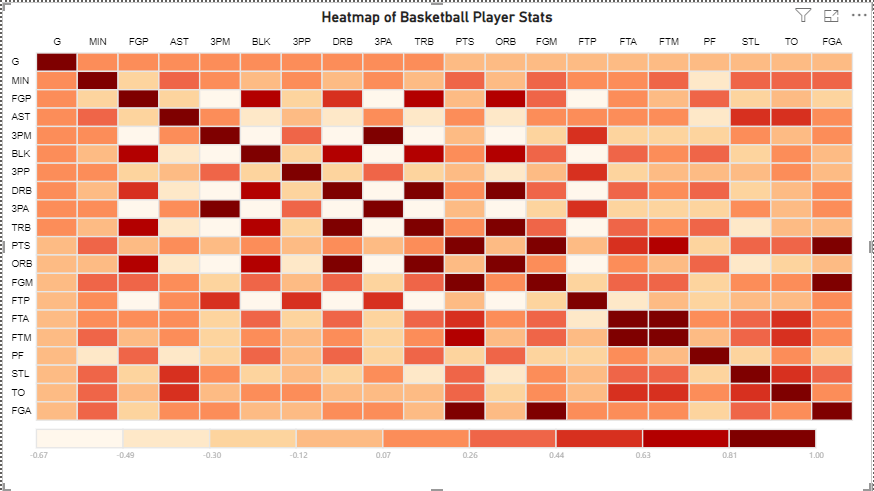 Heatmap of Basketball Player Stats
G MIN FGP AST 3PM BLK 3PP DRB 3PA TRB PTS ORB FGM FTP FTA FTM PF STL TO FGA
G
MIN
FGP
AST
3PM
BLK
3PP
DRB
3PA
TRB
PTS
ORB
FGM
FTP
FTA
FTM
PF
STL
TO
FGA
-0.67 -0.49 -0.30 -0.12 0.07 0.26 0.44 0.63 0.81 1.00